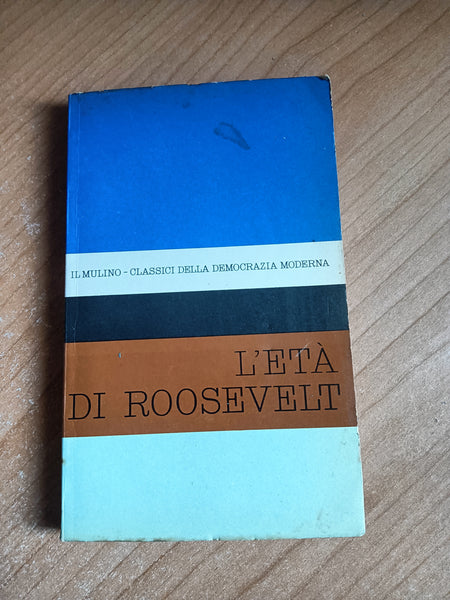 IL MULINO - CLASSICI DELLA DEMOCRAZIA MODERNA
L'ETÀ
DI ROOSEVELT